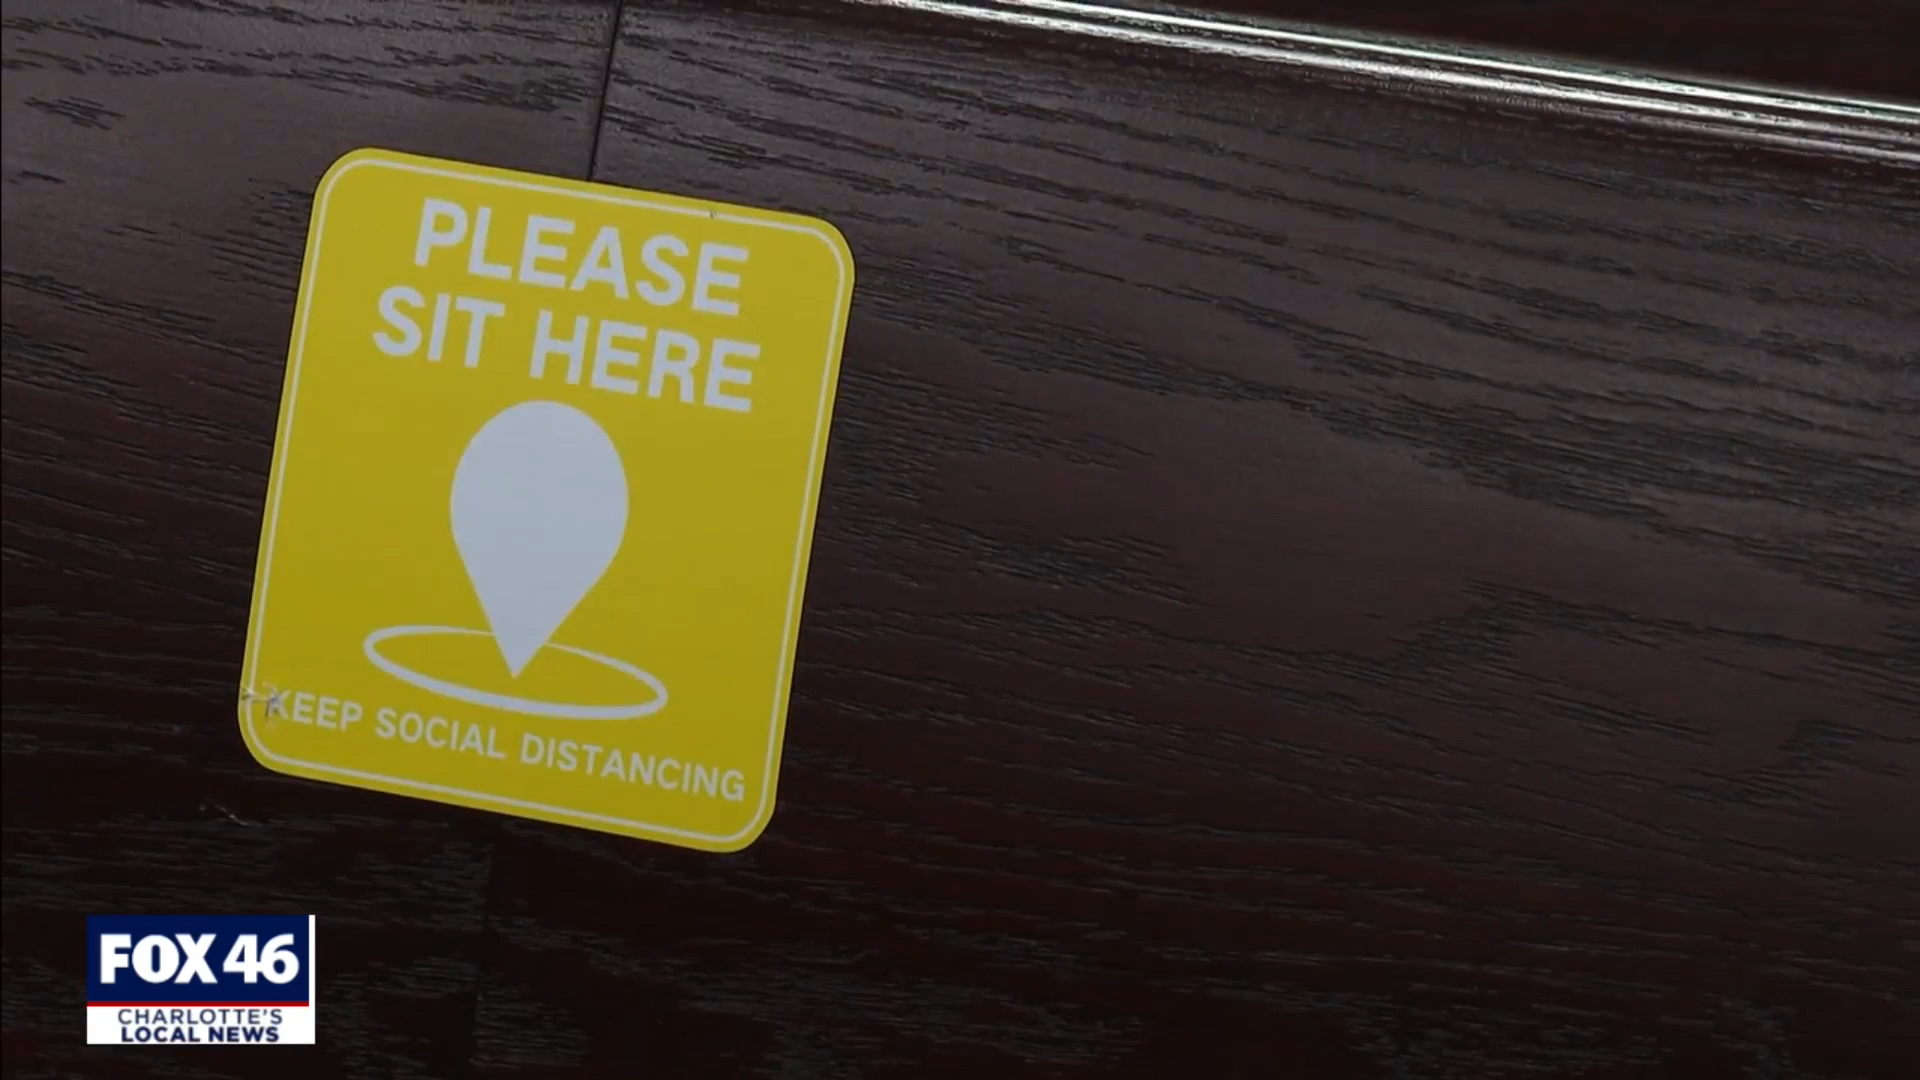 PLEASE
SIT HERE
KEEP SOCIAL DISTANCING
FOX 46
CHARLOTTE'S
LOCAL NEWS